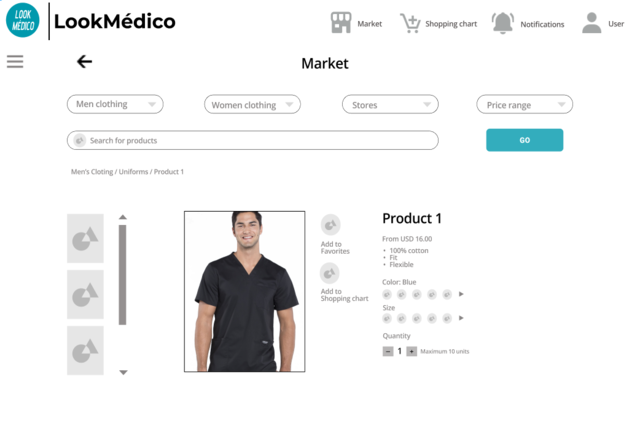 LOOK
MÉDICO
LookMédico
Market
Shopping chart
Notifications
User
Market
Men clothing
Women clothing
Stores
Price range
Search for products
GO
Men's Cloting / Uniforms / Product 1
Product 1
From USD 16.00
• 100% cotton
• Fit
• Flexible
Add to
Favorites
Add to
Shopping chart
Color: Blue
Size
Quantity
− 1 + Maximum 10 units